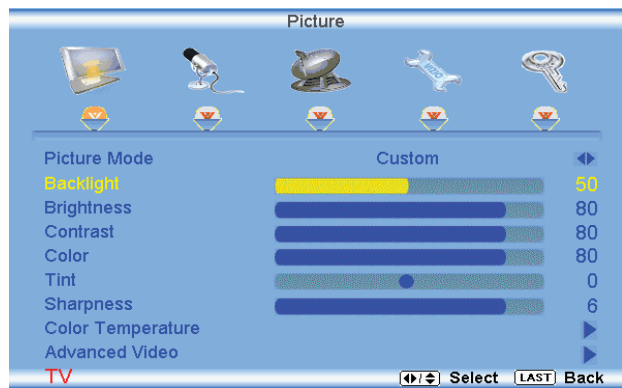 Picture
VIZIO
Picture Mode Custom
Backlight 50
Brightness 80
Contrast 80
Color 80
Tint 0
Sharpness 6
Color Temperature
Advanced Video
TV Select LAST Back